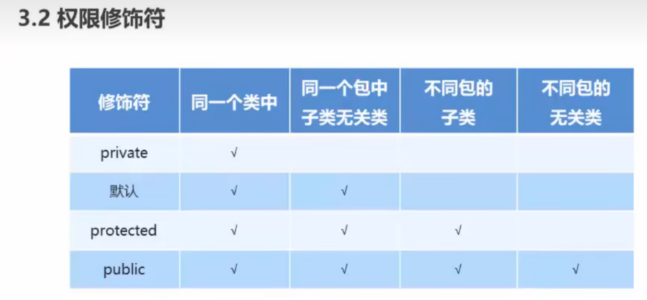 3.2 权限修饰符
修饰符 同一个类中 同一个包中 子类无关类 不同包的 子类 不同包的 无关类
private √
默认 √ √
protected √ √ √
public √ √ √ √